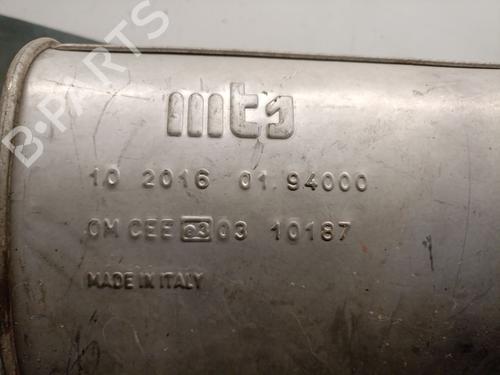 mts
10 2016 01.94000
OM CEE e3 03 10187
MADE IN ITALY
B-PARTS